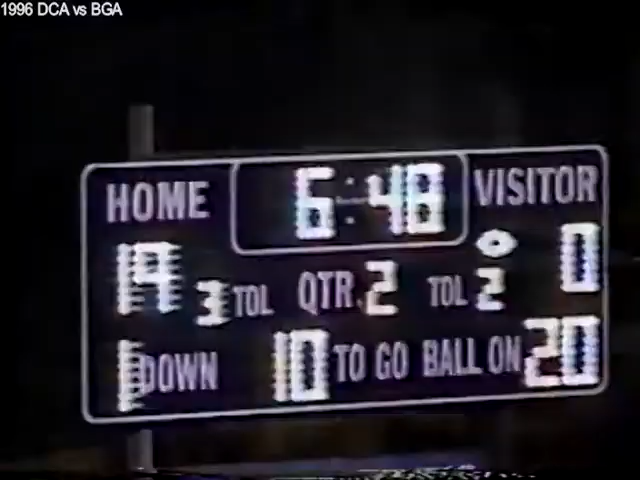 1996 DCA vs BGA
HOME 6:48 VISITOR
19 3 TOL QTR. 2 TOL 2 0
1 DOWN 10 TO GO BALL ON 20